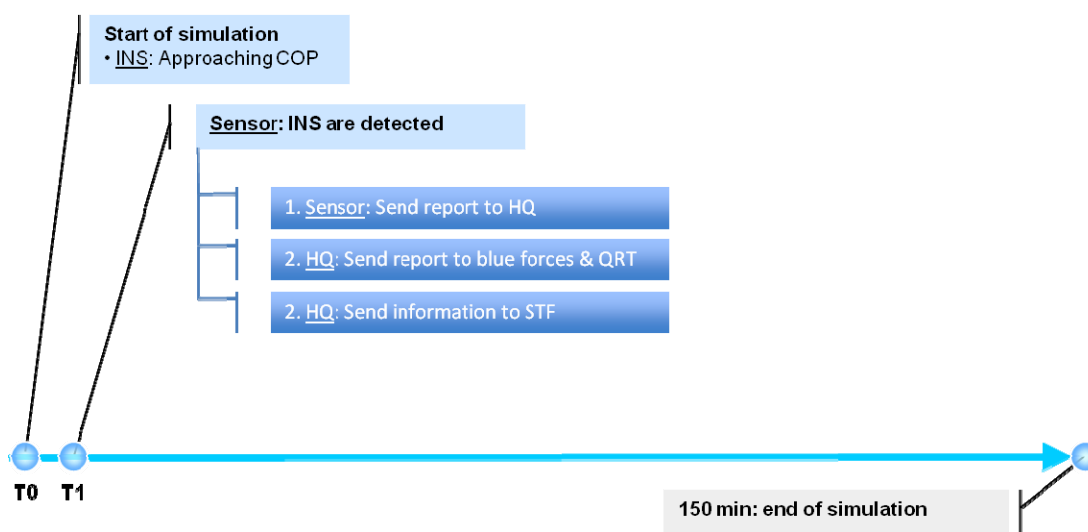 Start of simulation
• INS: Approaching COP
Sensor: INS are detected
1. Sensor: Send report to HQ
2. HQ: Send report to blue forces & QRT
2. HQ: Send information to STF
T0
T1
150 min: end of simulation